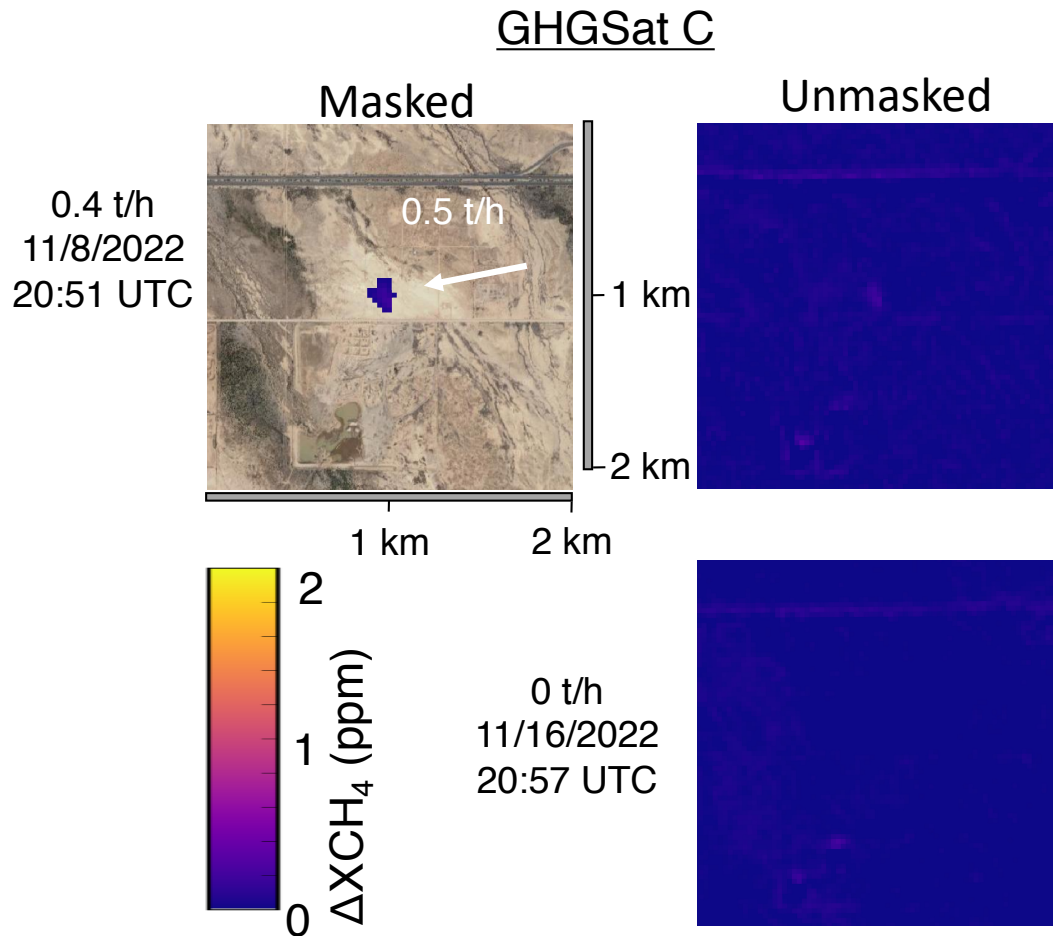 GHGSat C
Masked
Unmasked
0.4 t/h
11/8/2022
20:51 UTC
0.5 t/h
1 km
2 km
1 km
2 km
2
1
0
ΔXCH₄ (ppm)
0 t/h
11/16/2022
20:57 UTC